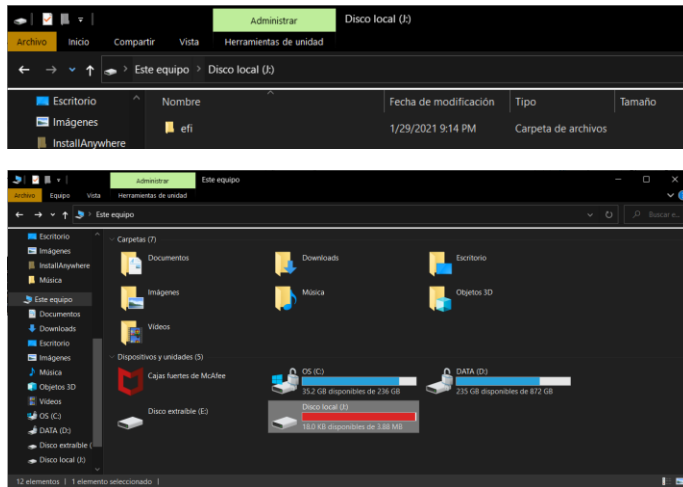 Administrar Disco local (J:)
Archivo Inicio Compartir Vista Herramientas de unidad
Este equipo > Disco local (J:)
Escritorio Nombre Fecha de modificación Tipo Tamaño
Imágenes efi 1/29/2021 9:14 PM Carpeta de archivos
InstallAnywhere
Administrar Este equipo
Archivo Equipo Vista Herramientas de unidad
Este equipo Buscar e...
Escritorio
Imágenes
InstallAnywhere
Música
Este equipo
Documentos
Downloads
Escritorio
Imágenes
Música
Objetos 3D
Vídeos
OS (C:)
DATA (D:)
Disco extraíble (
Disco local (J:)
Carpetas (7)
Documentos Downloads Escritorio
Imágenes Música Objetos 3D
Vídeos
Dispositivos y unidades (5)
Cajas fuertes de McAfee
OS (C:)
35.2 GB disponibles de 236 GB
DATA (D:)
235 GB disponibles de 872 GB
Disco extraíble (E:)
Disco local (J:)
18.0 KB disponibles de 3.88 MB
12 elementos 1 elemento seleccionado